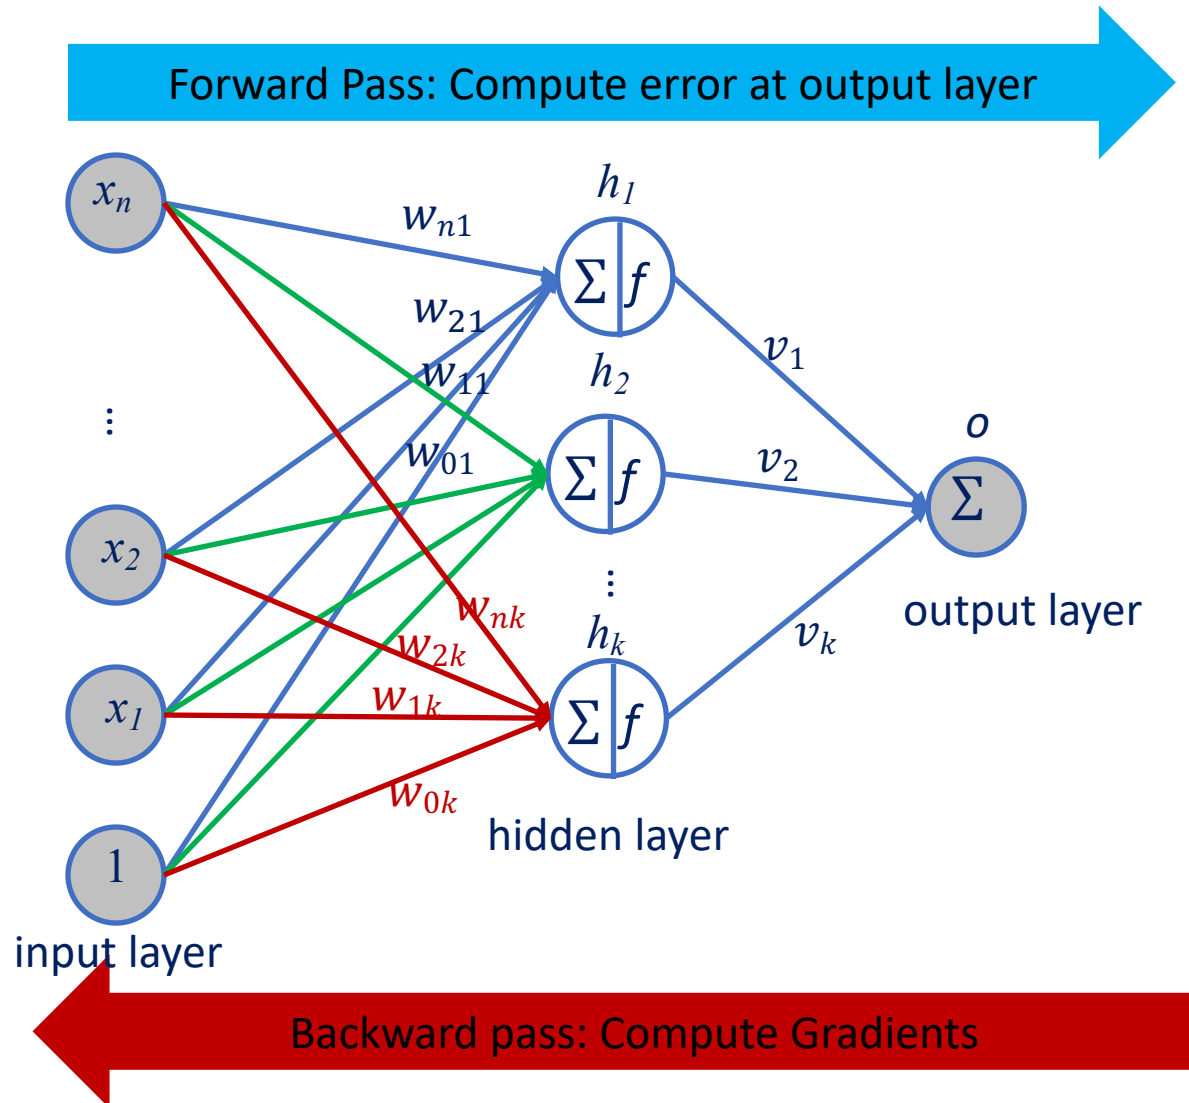 Forward Pass: Compute error at output layer
xₙ
wₙ₁
h₁
Σ f
w₂₁
w₁₁
w₀₁
h₂
Σ f
v₁
v₂
o
Σ
⋮
x₂
⋮
wₙₖ
w₂ₖ
hₖ
Σ f
vₖ
output layer
x₁
w₁ₖ
w₀ₖ
hidden layer
1
input layer
Backward pass: Compute Gradients